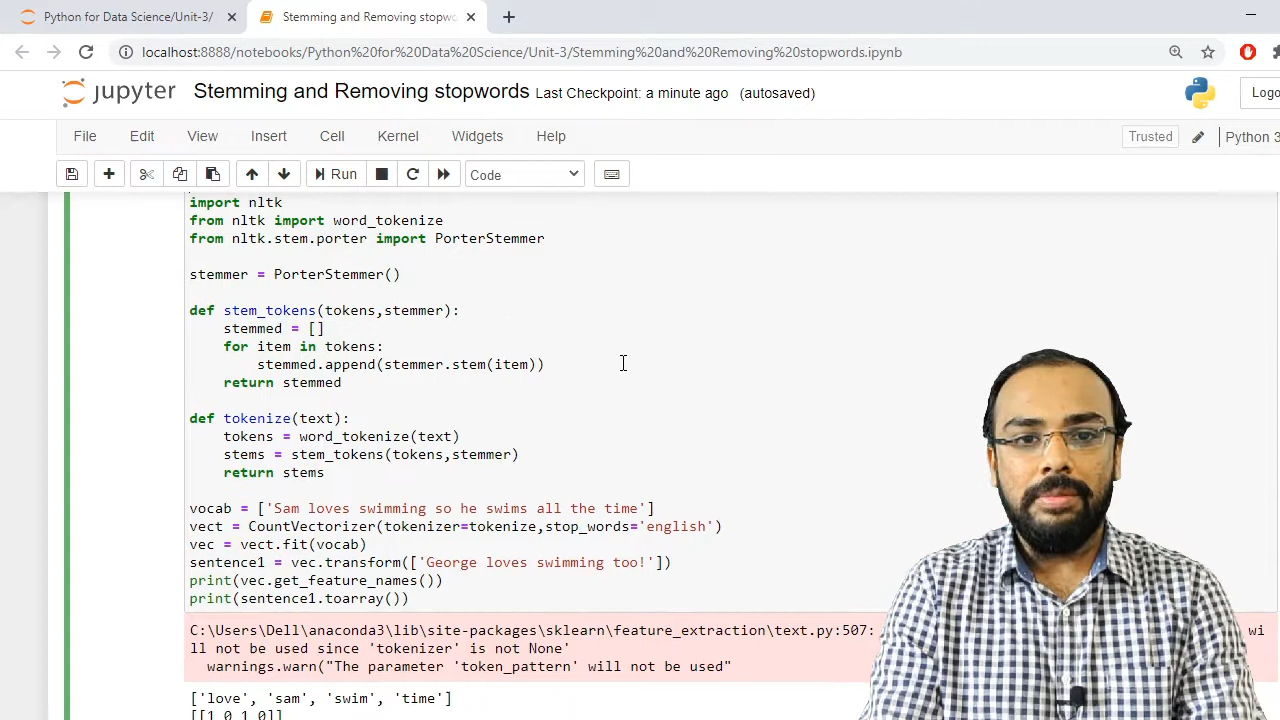 Python for Data Science/Unit-3/
Stemming and Removing stopwo
localhost:8888/notebooks/Python%20for%20Data%20Science/Unit-3/Stemming%20and%20Removing%20stopwords.ipynb
jupyter Stemming and Removing stopwords Last Checkpoint: a minute ago (autosaved)
Logo
File Edit View Insert Cell Kernel Widgets Help
Trusted Python 3
Run Code
import nltk
from nltk import word_tokenize
from nltk.stem.porter import PorterStemmer
stemmer = PorterStemmer()
def stem_tokens(tokens,stemmer):
stemmed = []
for item in tokens:
stemmed.append(stemmer.stem(item))
return stemmed
def tokenize(text):
tokens = word_tokenize(text)
stems = stem_tokens(tokens,stemmer)
return stems
vocab = ['Sam loves swimming so he swims all the time']
vect = CountVectorizer(tokenizer=tokenize,stop_words='english')
vec = vect.fit(vocab)
sentence1 = vec.transform(['George loves swimming too!'])
print(vec.get_feature_names())
print(sentence1.toarray())
C:\Users\Dell\anaconda3\lib\site-packages\sklearn\feature_extraction\text.py:507: wi
ll not be used since 'tokenizer' is not None'
warnings.warn("The parameter 'token_pattern' will not be used"
['love', 'sam', 'swim', 'time']
[[1 0 1 0]]